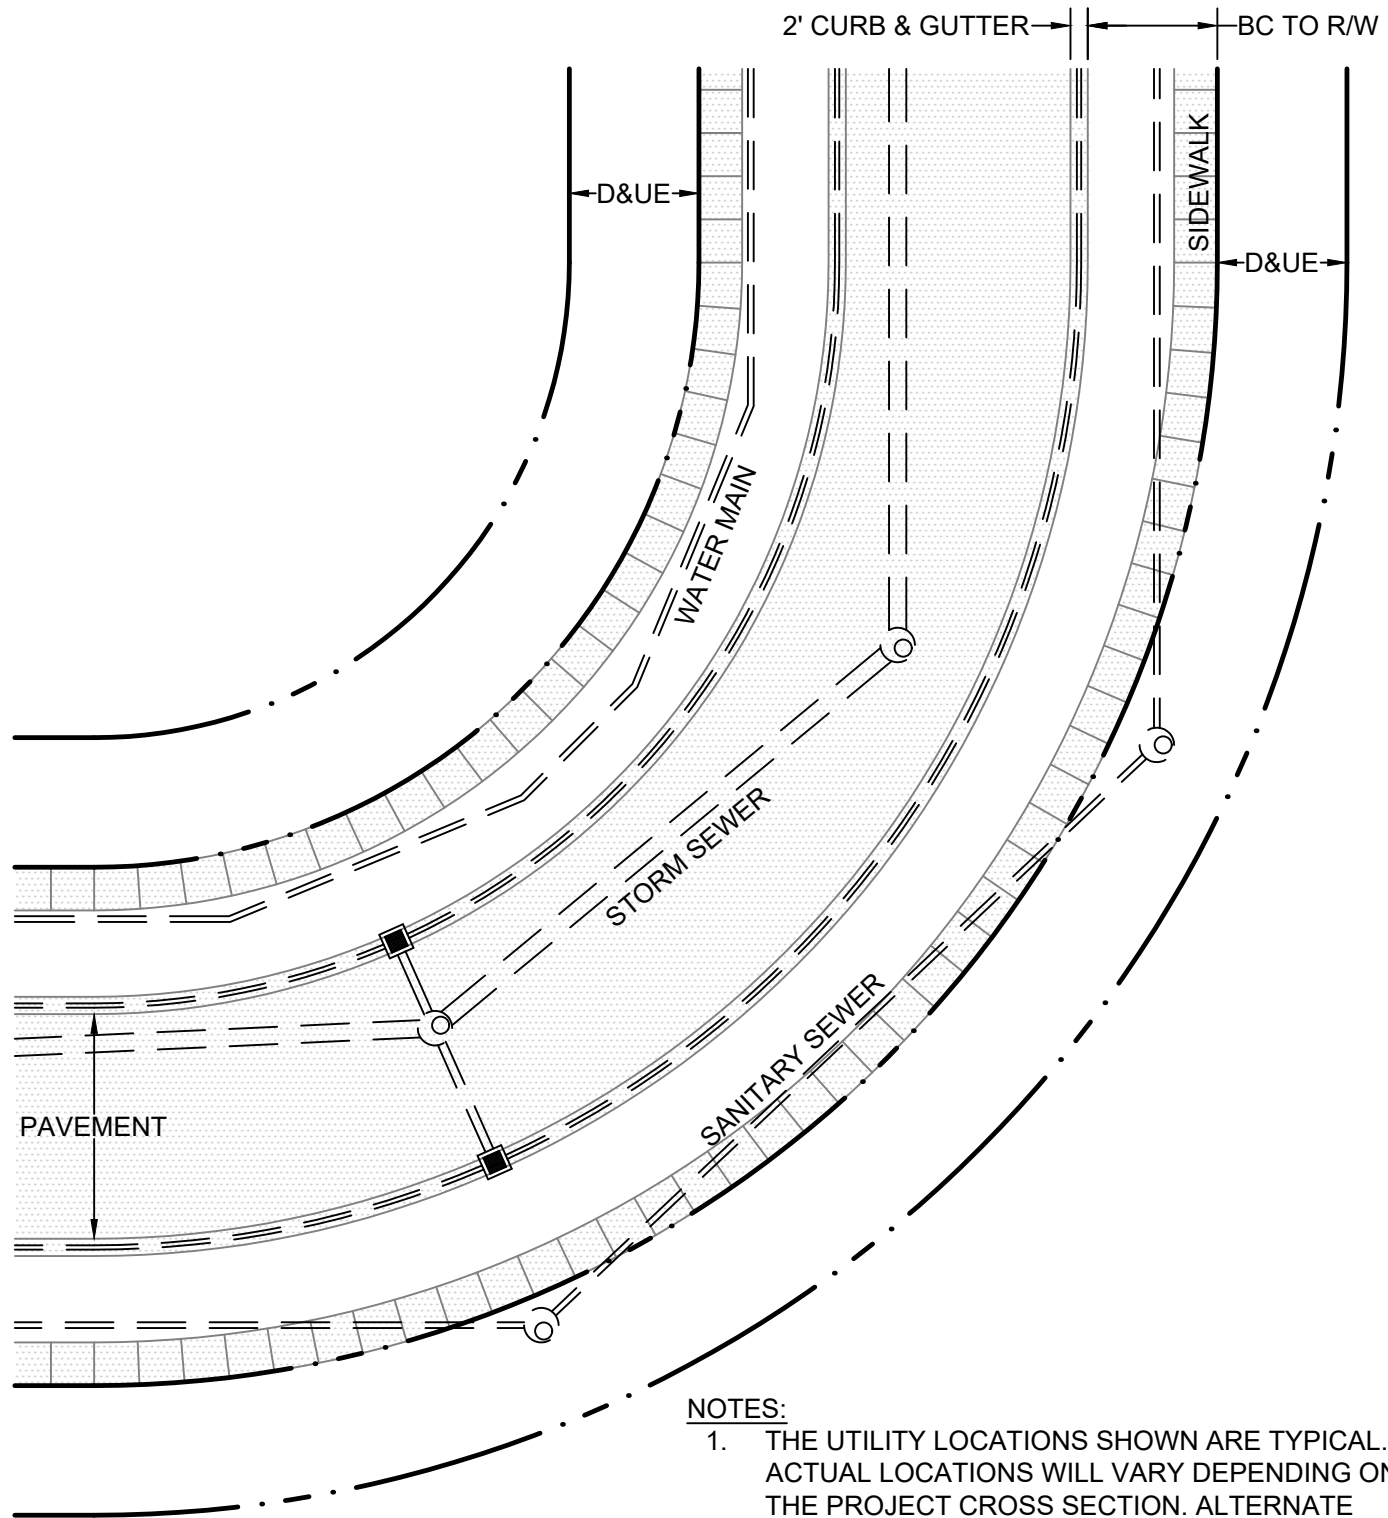 2' CURB & GUTTER
BC TO R/W
D&UE
SIDEWALK
D&UE
WATER MAIN
STORM SEWER
SANITARY SEWER
PAVEMENT
NOTES:
1. THE UTILITY LOCATIONS SHOWN ARE TYPICAL.
ACTUAL LOCATIONS WILL VARY DEPENDING ON
THE PROJECT CROSS SECTION. ALTERNATE